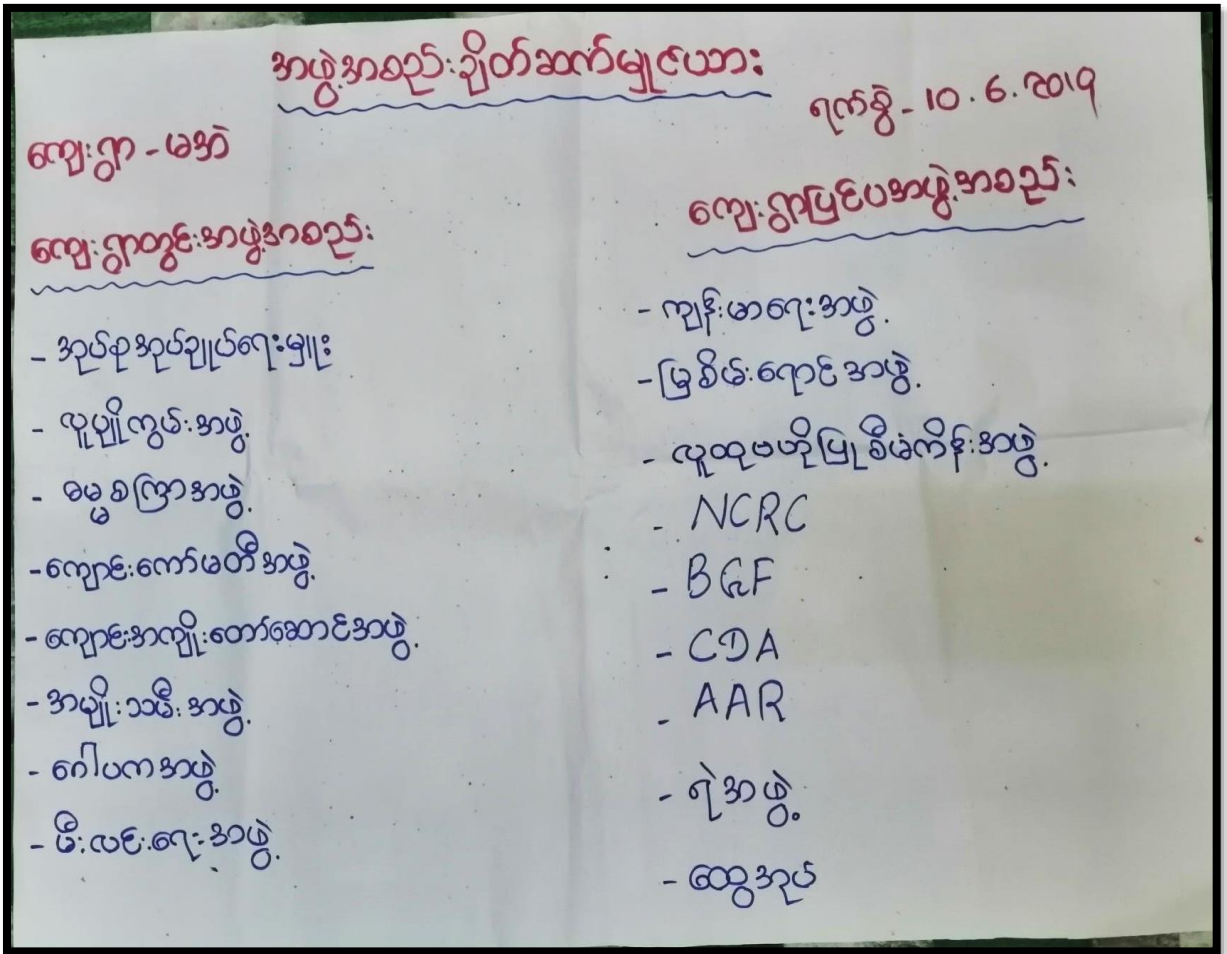 အဖွဲ့အစည်းချိတ်ဆက်မှုဇယား
ရက်စွဲ - 10.6.2019
ကျေးရွာ - မအဲ
ကျေးရွာတွင်းအဖွဲ့အစည်း
- အုပ်စုအုပ်ချုပ်ရေးမှူး
- လူပျိုကွမ်းအဖွဲ့
- ဓမ္မစကြာအဖွဲ့
- ကျောင်းကော်မတီအဖွဲ့
- ကျောင်းအကျိုးတော်ဆောင်အဖွဲ့
- အမျိုးသမီးအဖွဲ့
- ဂေါပကအဖွဲ့
- မီးလင်းရေးအဖွဲ့
ကျေးရွာပြင်ပအဖွဲ့အစည်း
- ကျန်းမာရေးအဖွဲ့
- မြစိမ်းရောင်အဖွဲ့
- လူထုဗဟိုပြုစီမံကိန်းအဖွဲ့
- NCRC
- BGF
- CDA
- AAR
- ရဲအဖွဲ့
- ထွေအုပ်